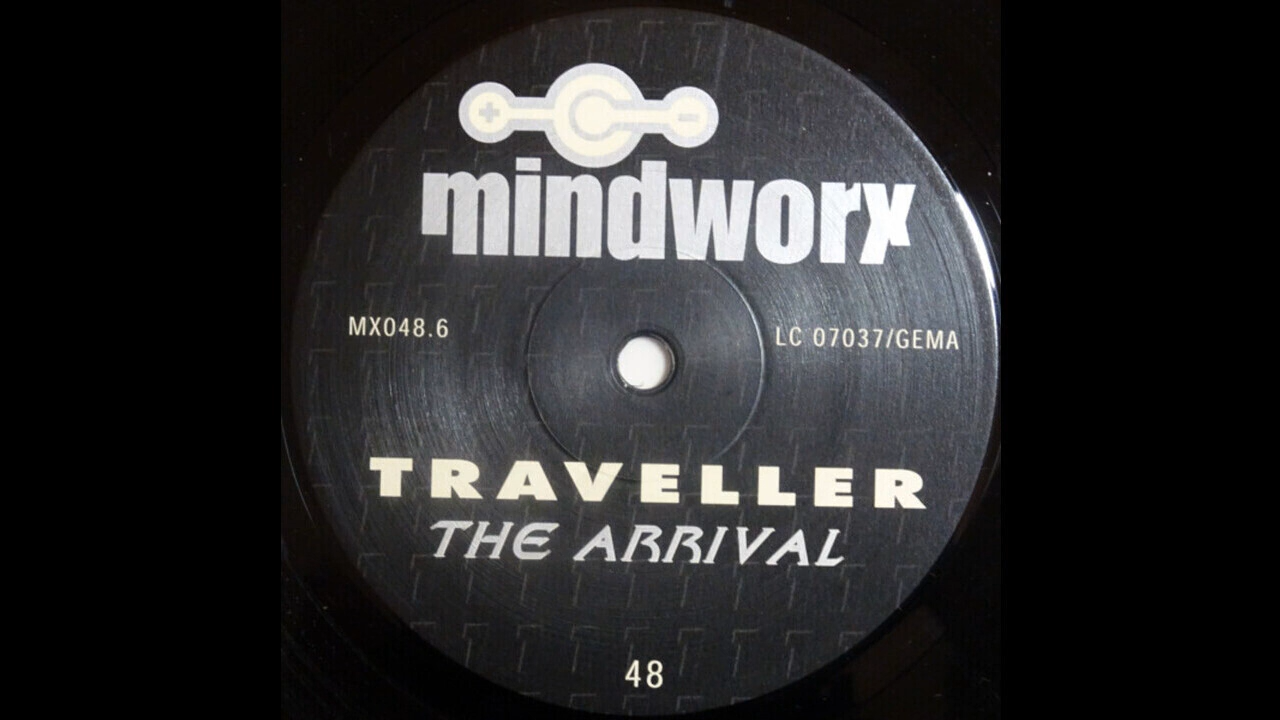 mindworx
MX048.6
LC 07037/GEMA
TRAVELLER
THE ARRIVAL
48